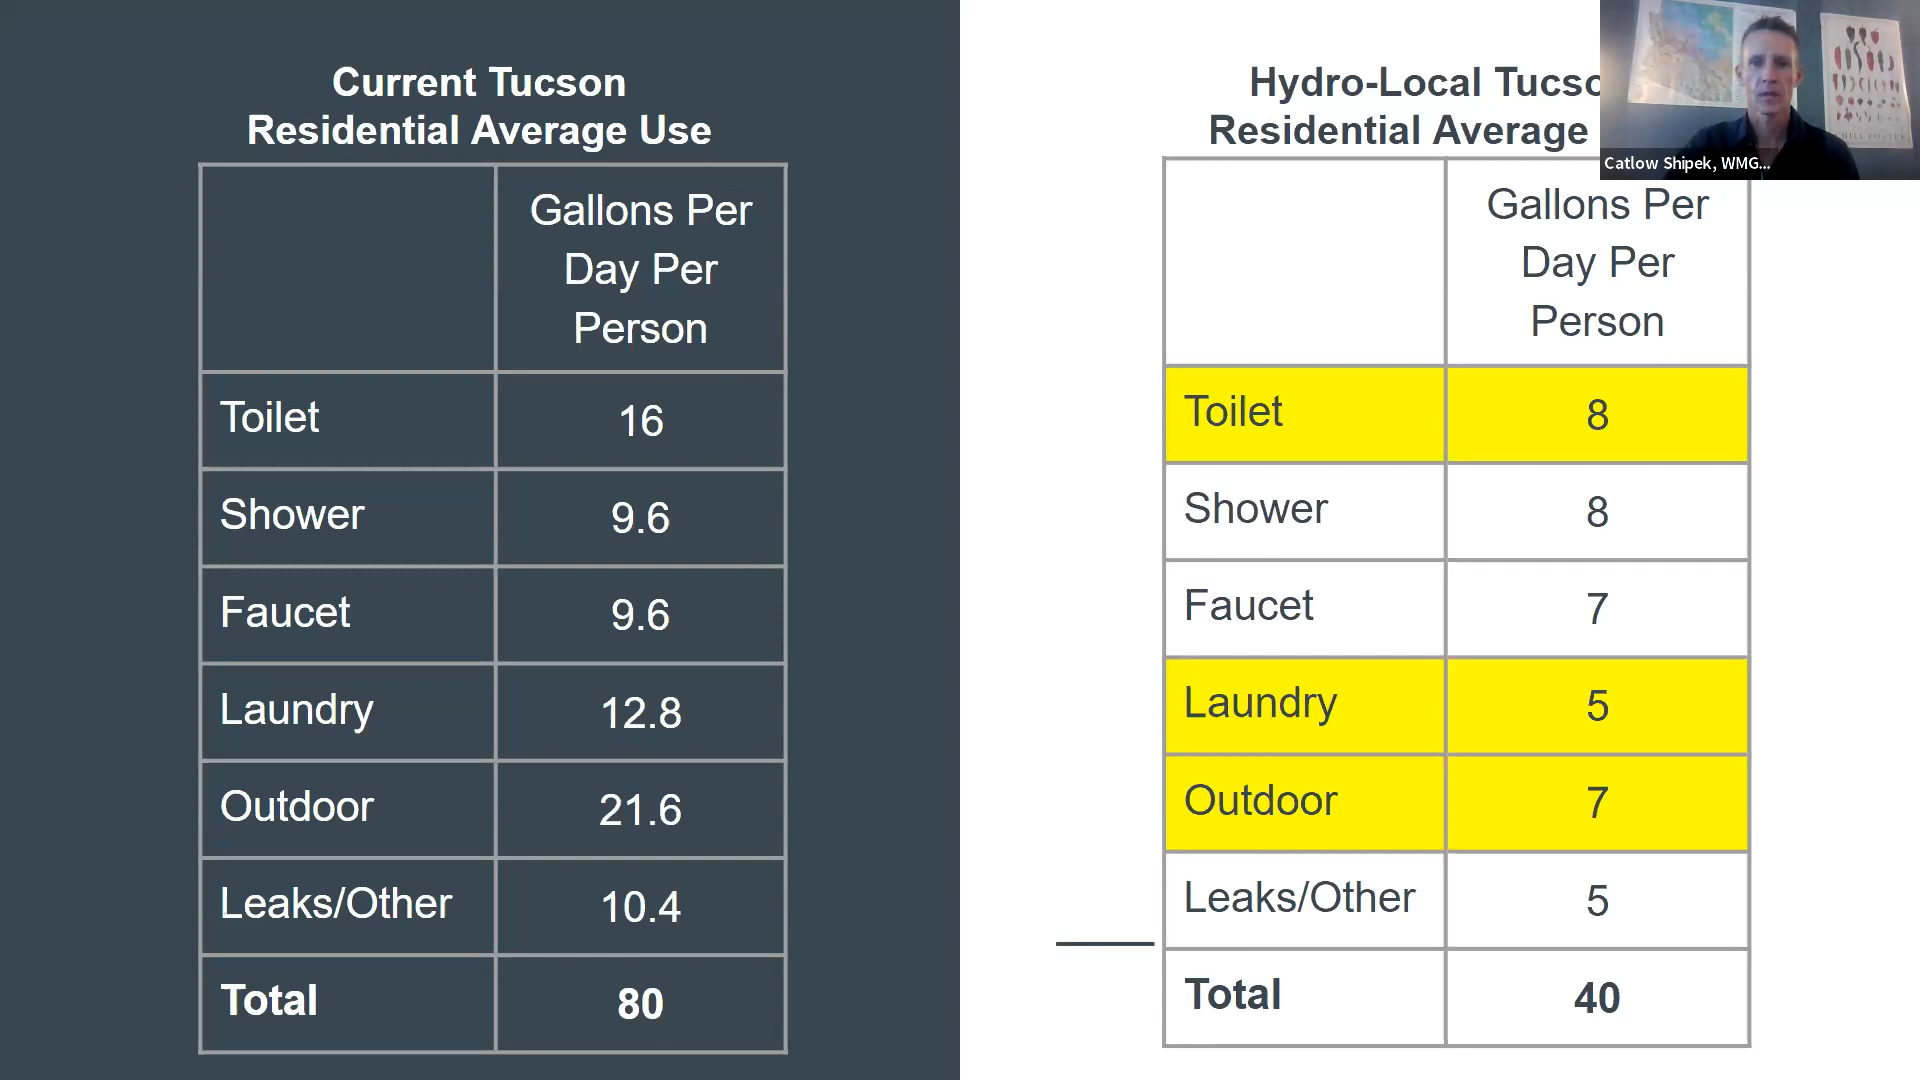 Current Tucson
Residential Average Use
Gallons Per
Day Per
Person
Toilet 16
Shower 9.6
Faucet 9.6
Laundry 12.8
Outdoor 21.6
Leaks/Other 10.4
Total 80
Hydro-Local Tucso
Residential Average
Gallons Per
Day Per
Person
Toilet 8
Shower 8
Faucet 7
Laundry 5
Outdoor 7
Leaks/Other 5
Total 40
Catlow Shipek, WMG...